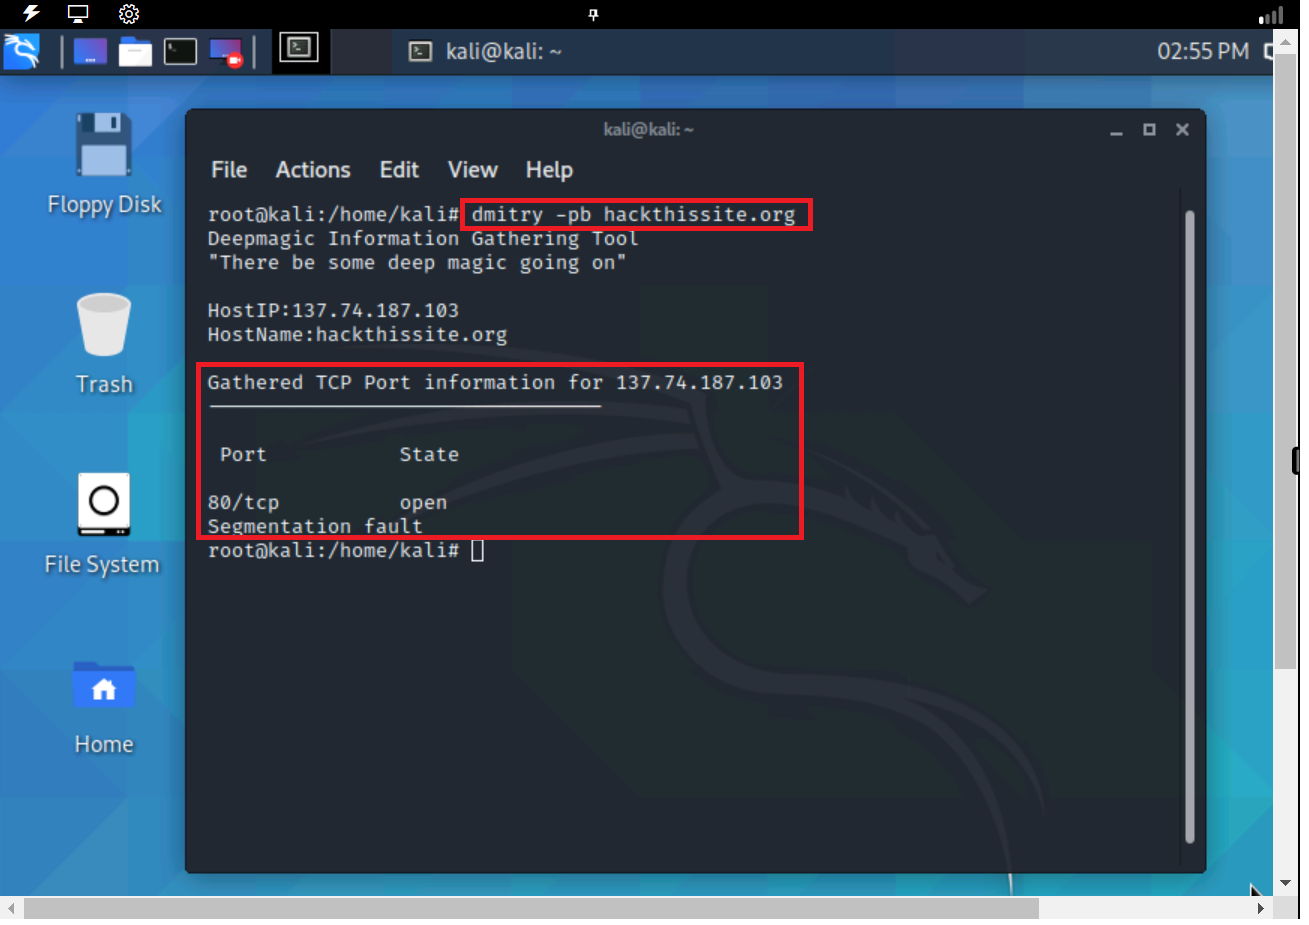 kali@kali: ~
02:55 PM
Floppy Disk
Trash
File System
Home
kali@kali: ~
File Actions Edit View Help
root@kali:/home/kali# dmitry -pb hackthissite.org
Deepmagic Information Gathering Tool
"There be some deep magic going on"
HostIP:137.74.187.103
HostName:hackthissite.org
Gathered TCP Port information for 137.74.187.103
Port State
80/tcp open
Segmentation fault
root@kali:/home/kali#